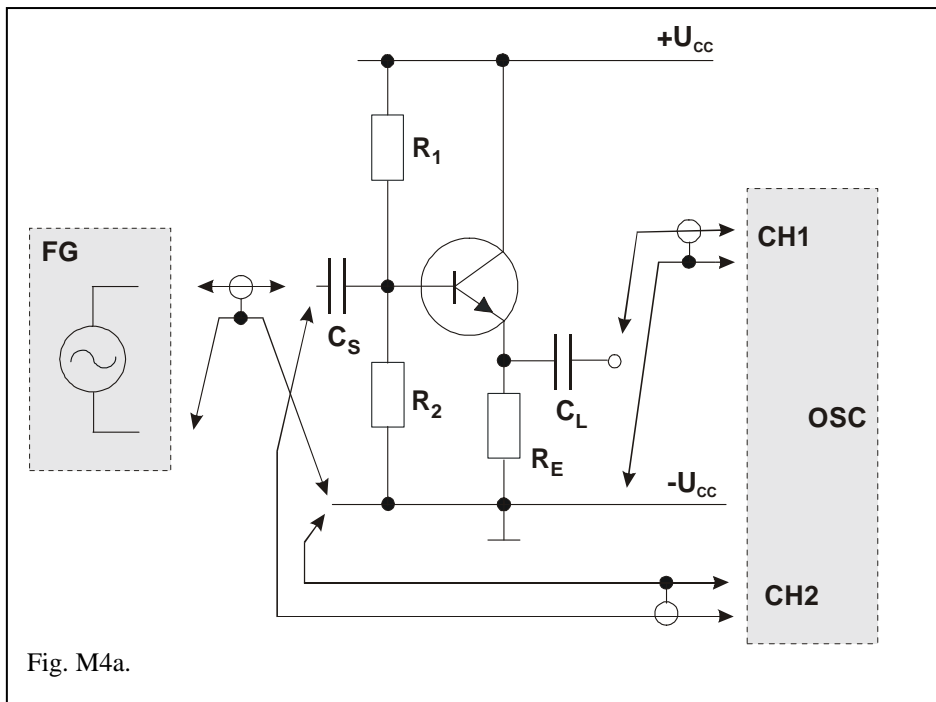 +U_CC
R_1
FG
CH1
C_S
R_2
C_L
OSC
R_E
-U_CC
CH2
Fig. M4a.